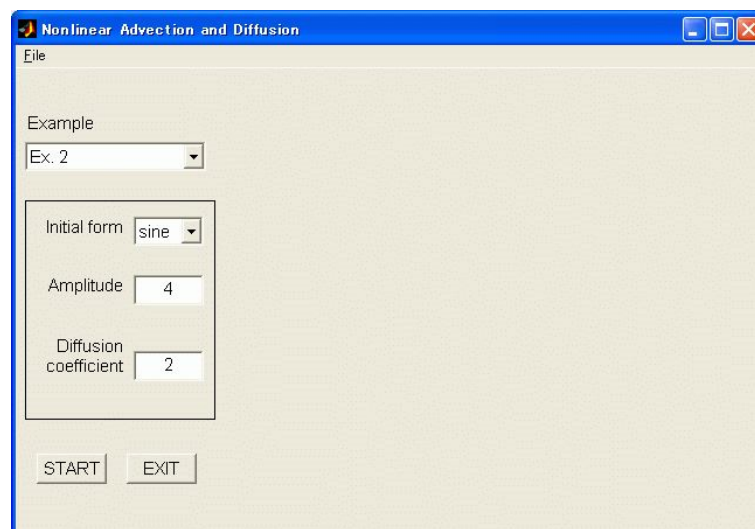 Nonlinear Advection and Diffusion
File
Example
Ex. 2
Initial form sine
Amplitude 4
Diffusion
coefficient 2
START EXIT